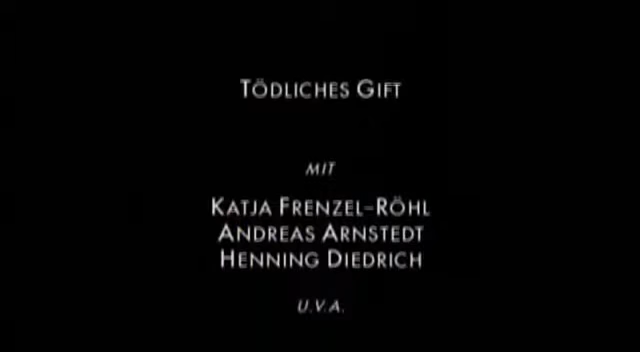 TÖDLICHES GIFT
MIT
KATJA FRENZEL-RÖHL
ANDREAS ARNSTEDT
HENNING DIEDRICH
U.V.A.